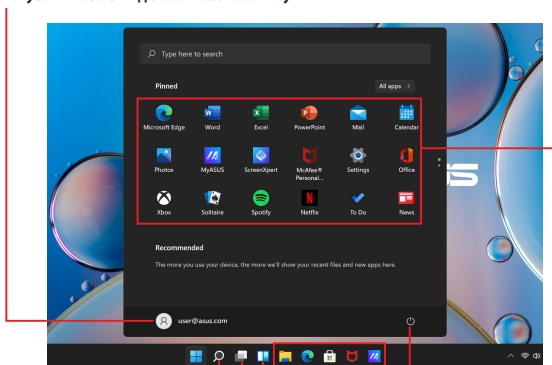 Type here to search
Pinned
All apps >
Microsoft Edge Word Excel PowerPoint Mail Calendar
Photos MyASUS ScreenXpert McAfee® Settings Office
Personal...
Xbox Solitaire Spotify Netflix To Do News
Recommended
The more you use your device, the more we'll show your recent files and new apps here.
user@asus.com